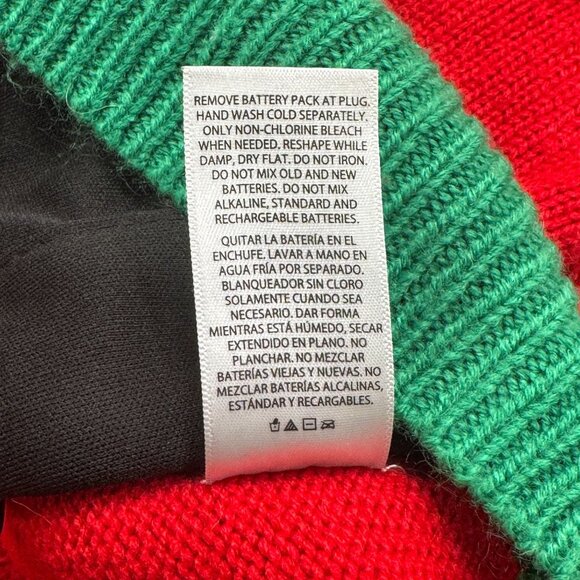 REMOVE BATTERY PACK AT PLUG.
HAND WASH COLD SEPARATELY.
ONLY NON-CHLORINE BLEACH
WHEN NEEDED. RESHAPE WHILE
DAMP, DRY FLAT. DO NOT IRON.
DO NOT MIX OLD AND NEW
BATTERIES. DO NOT MIX
ALKALINE, STANDARD AND
RECHARGEABLE BATTERIES.
QUITAR LA BATERÍA EN EL
ENCHUFE. LAVAR A MANO EN
AGUA FRÍA POR SEPARADO.
BLANQUEADOR SIN CLORO
SOLAMENTE CUANDO SEA
NECESARIO. DAR FORMA
MIENTRAS ESTÁ HÚMEDO, SECAR
EXTENDIDO EN PLANO. NO
PLANCHAR. NO MEZCLAR
BATERÍAS VIEJAS Y NUEVAS. NO
MEZCLAR BATERÍAS ALCALINAS,
ESTÁNDAR Y RECARGABLES.